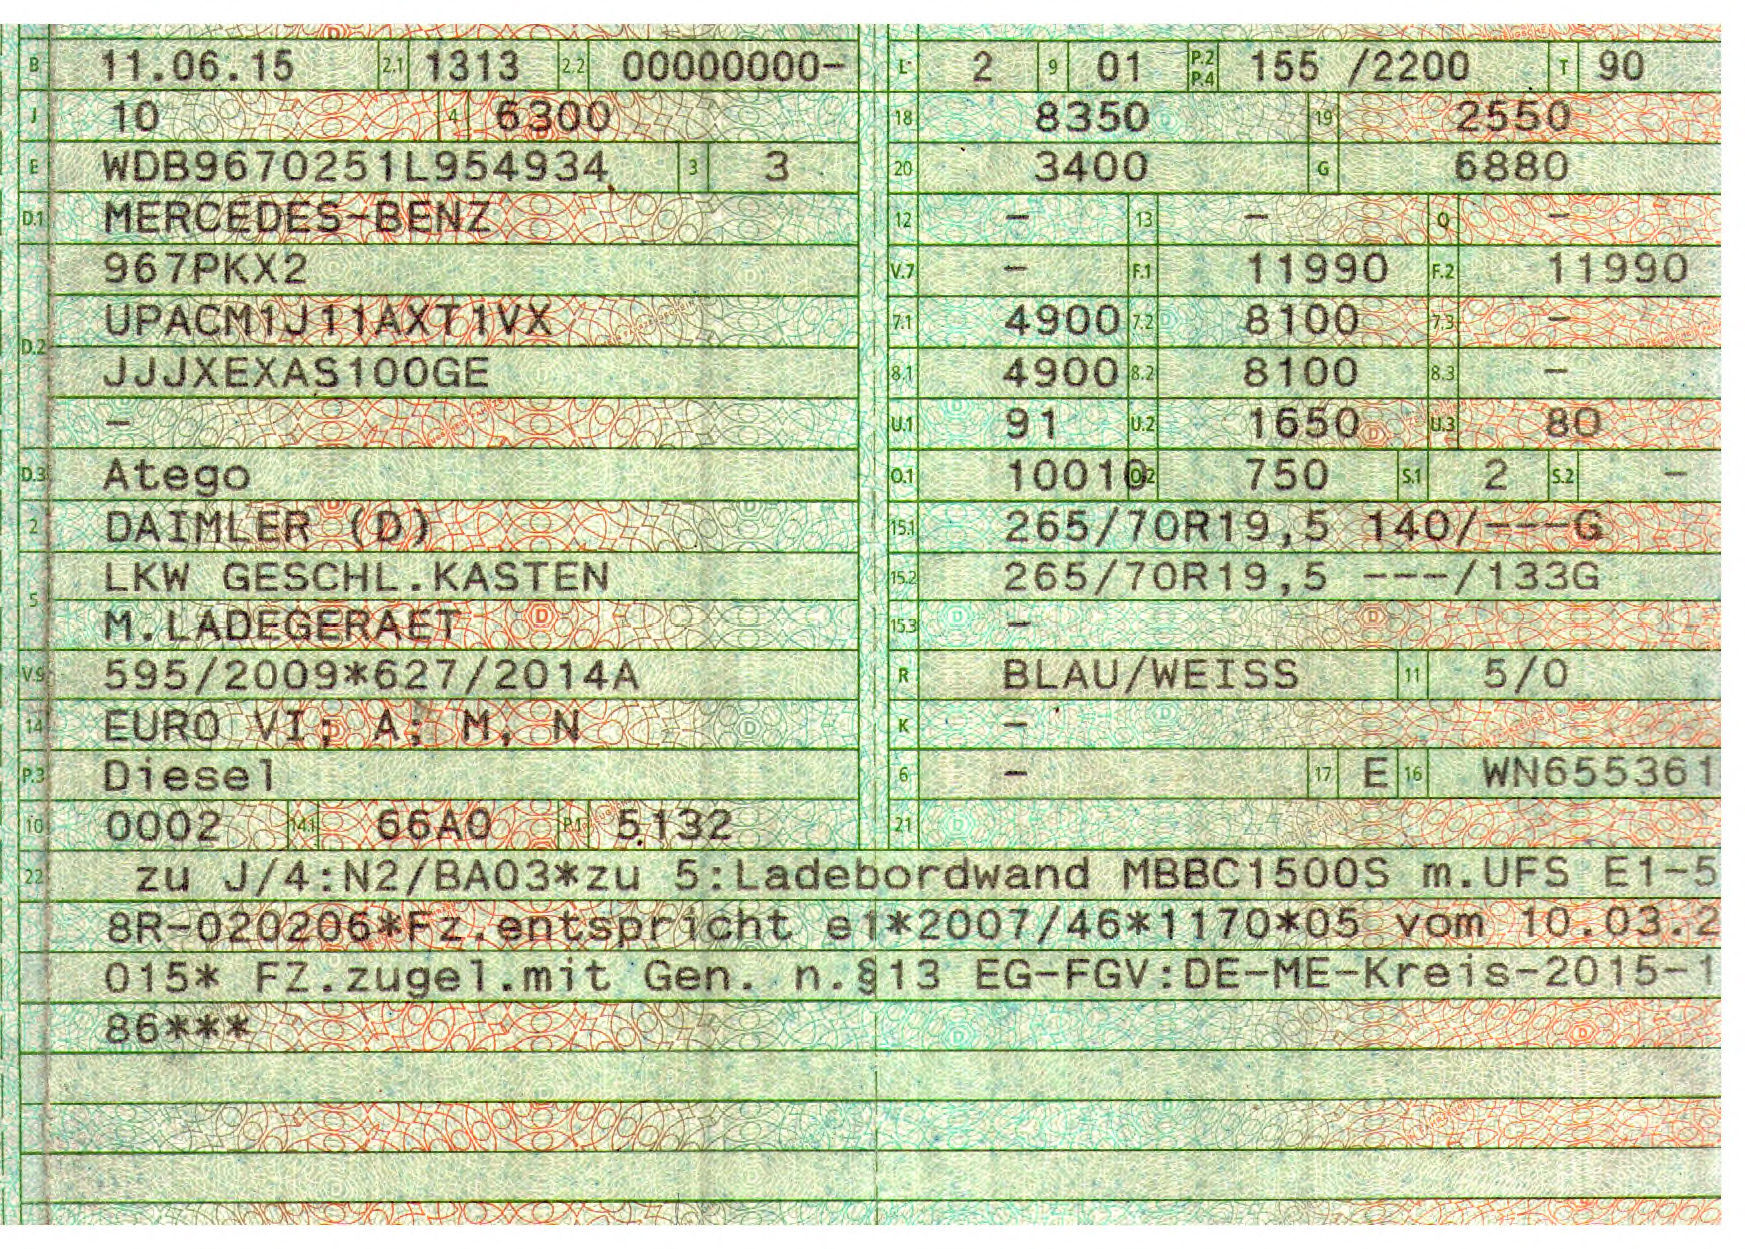 B 11.06.15 2.1 1313 2.2 00000000-
J 10 4 6300
E WDB9670251L954934 3 3
D.1 MERCEDES-BENZ
967PKX2
D.2 UPACM1J11AXT1VX
JJJXEXAS100GE
-
D.3 Atego
2 DAIMLER (D)
5 LKW GESCHL.KASTEN
M.LADEGERAET
V.9 595/2009*627/2014A
14 EURO VI; A; M, N
P.3 Diesel
10 0002 14.1 66A0 P.1 5132
L 2 9 01 P.2 P.4 155 /2200 T 90
18 8350 19 2550
20 3400 G 6880
12 - 13 - Q -
V.7 - F.1 11990 F.2 11990
7.1 4900 7.2 8100 7.3 -
8.1 4900 8.2 8100 8.3 -
U.1 91 U.2 1650 U.3 80
O.1 10010 O.2 750 S.1 2 S.2 -
15.1 265/70R19,5 140/---G
15.2 265/70R19,5 ---/133G
15.3 -
R BLAU/WEISS 11 5/0
K -
6 - 17 E 16 WN655361
21
22 zu J/4:N2/BA03*zu 5:Ladebordwand MBBC1500S m.UFS E1-5
8R-020206*Fz.entspricht e1*2007/46*1170*05 vom 10.03.2
015* FZ.zugel.mit Gen. n.§13 EG-FGV:DE-ME-Kreis-2015-1
86***